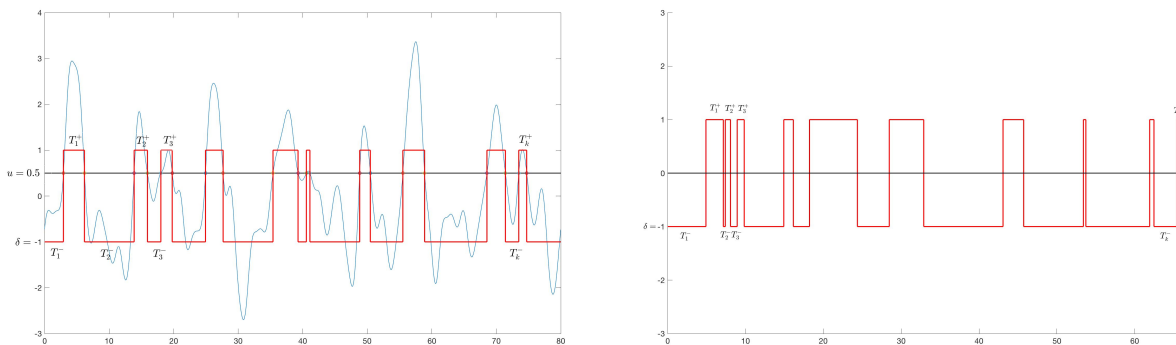 4
3
2
1
u = 0.5
0
δ = -1
-2
-3
0 10 20 30 40 50 60 70 80
T₁⁺ T₂⁺ T₃⁺ Tₖ⁺
T₁⁻ T₂⁻ T₃⁻ Tₖ⁻
3
2
1
0
δ = -1
-2
-3
0 10 20 30 40 50 60
T₁⁺ T₂⁺ T₃⁺
T₁⁻ T₂⁻ T₃⁻ Tₖ⁻